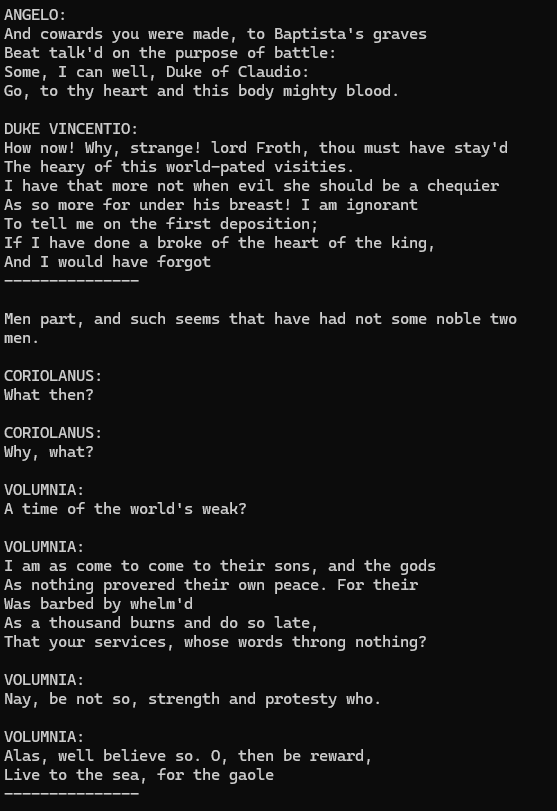 ANGELO:
And cowards you were made, to Baptista's graves
Beat talk'd on the purpose of battle:
Some, I can well, Duke of Claudio:
Go, to thy heart and this body mighty blood.

DUKE VINCENTIO:
How now! Why, strange! lord Froth, thou must have stay'd
The heary of this world-pated visities.
I have that more not when evil she should be a chequier
As so more for under his breast! I am ignorant
To tell me on the first deposition;
If I have done a broke of the heart of the king,
And I would have forgot
---------------

Men part, and such seems that have had not some noble two
men.

CORIOLANUS:
What then?

CORIOLANUS:
Why, what?

VOLUMNIA:
A time of the world's weak?

VOLUMNIA:
I am as come to come to their sons, and the gods
As nothing provered their own peace. For their
Was barbed by whelm'd
As a thousand burns and do so late,
That your services, whose words throng nothing?

VOLUMNIA:
Nay, be not so, strength and protesty who.

VOLUMNIA:
Alas, well believe so. O, then be reward,
Live to the sea, for the gaole
---------------